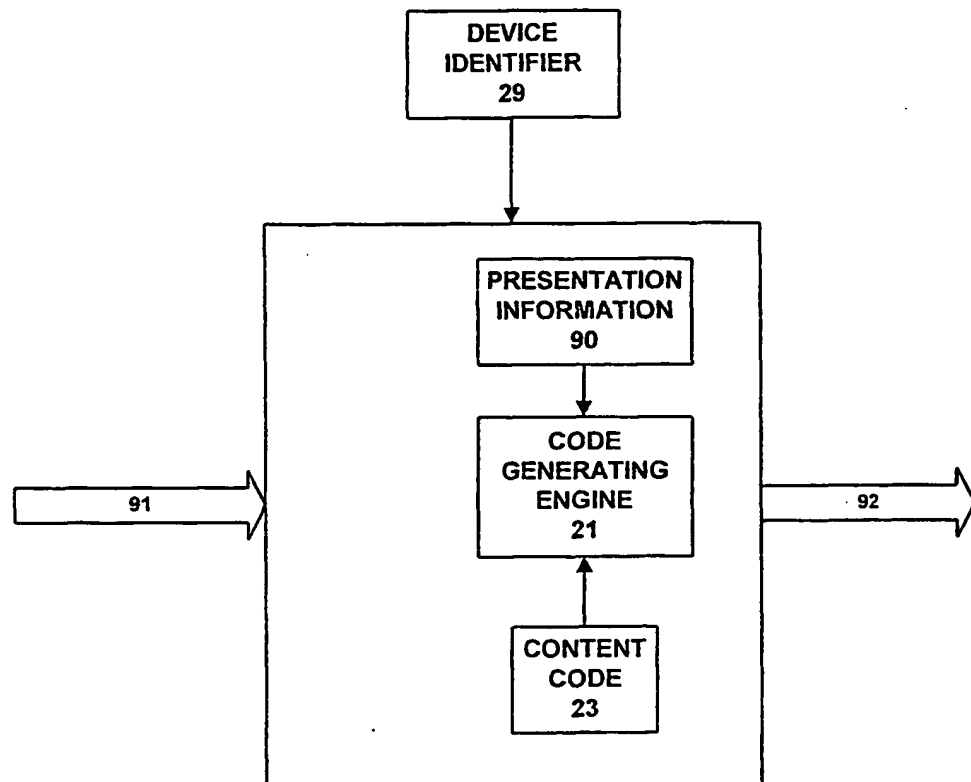 DEVICE
IDENTIFIER
29
PRESENTATION
INFORMATION
90
CODE
GENERATING
ENGINE
21
91
92
CONTENT
CODE
23